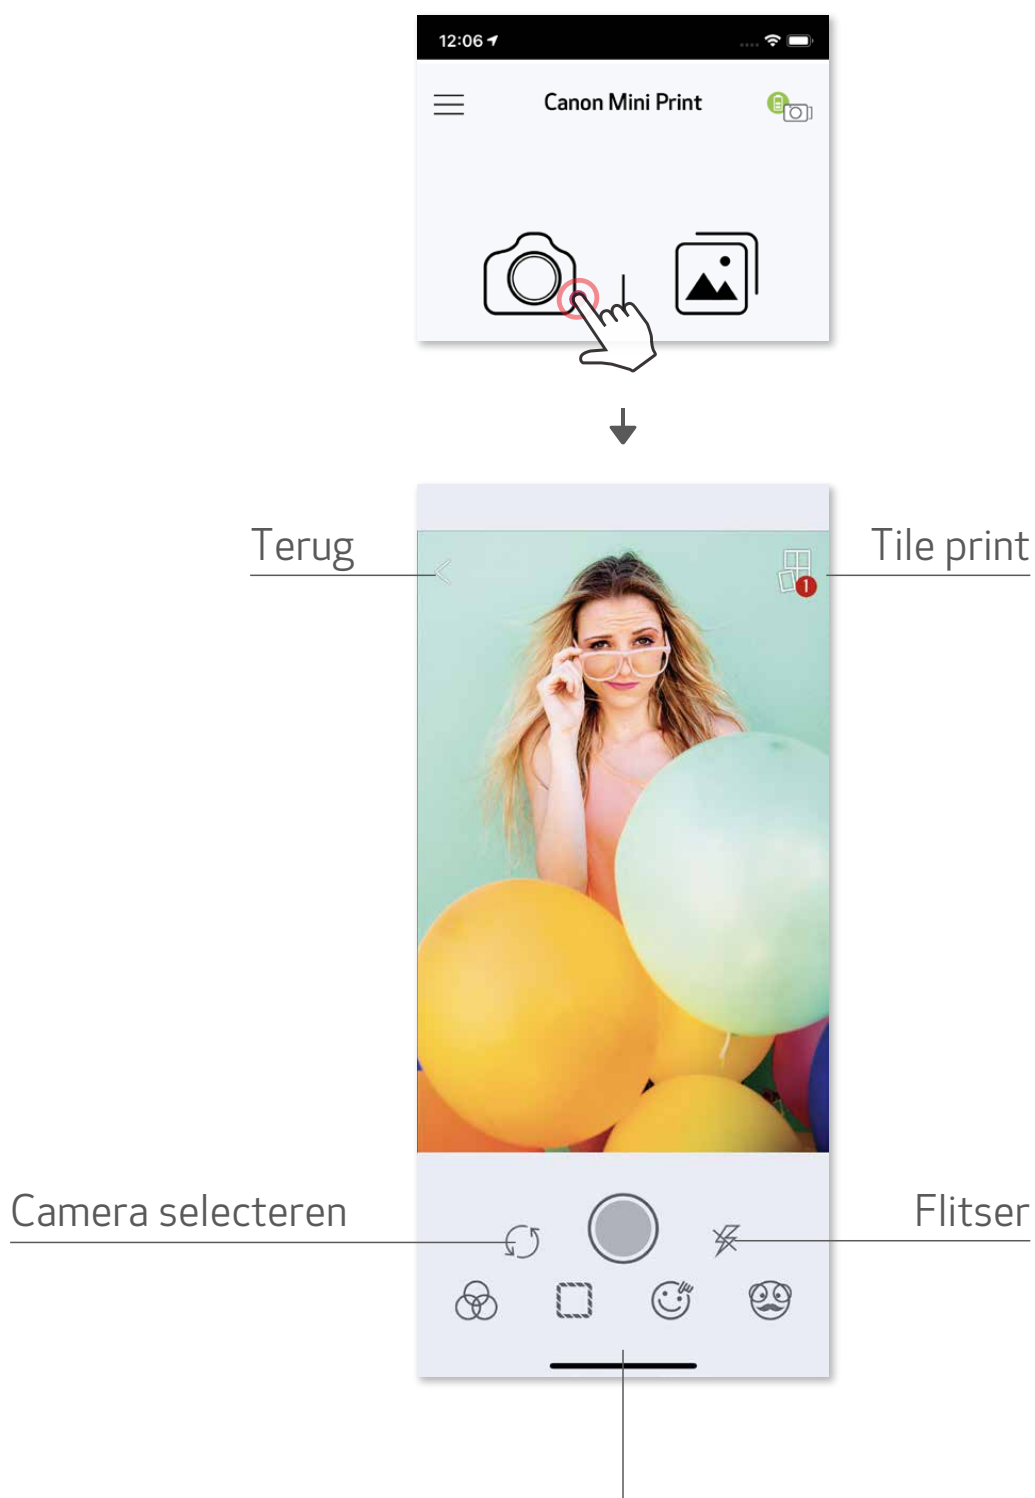 12:06
Canon Mini Print
Terug
Tile print
1
Camera selecteren
Flitser